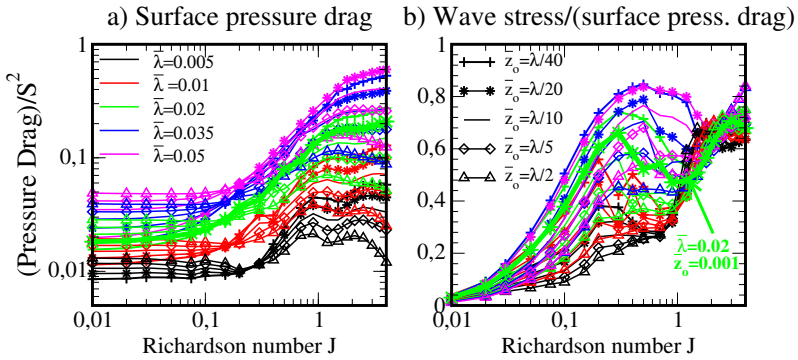 a) Surface pressure drag
b) Wave stress/(surface press. drag)
(Pressure Drag)/S²
1
0,1
0,01
0,01
0,1
1
Richardson number J
λ̄=0.005
λ̄=0.01
λ̄=0.02
λ̄=0.035
λ̄=0.05
1
0,8
0,6
0,4
0,2
0
0,01
0,1
1
Richardson number J
z̄ₒ=λ/40
z̄ₒ=λ/20
z̄ₒ=λ/10
z̄ₒ=λ/5
z̄ₒ=λ/2
λ̄=0.02
z̄ₒ=0.001